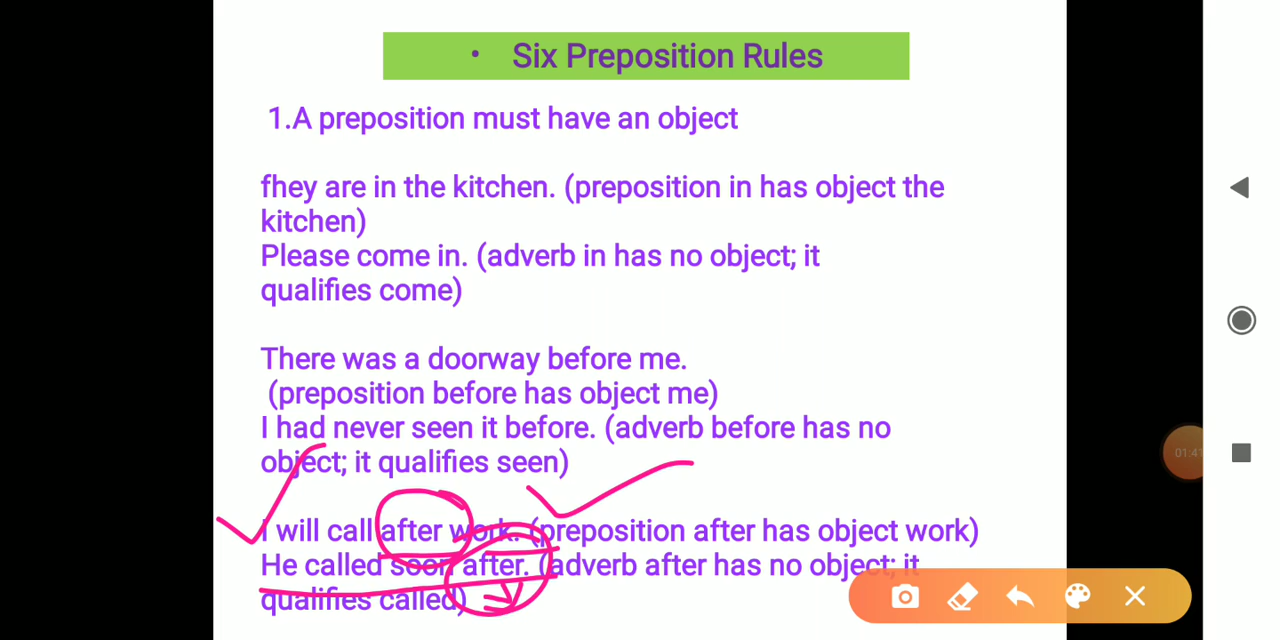 • Six Preposition Rules
1.A preposition must have an object
fhey are in the kitchen. (preposition in has object the
kitchen)
Please come in. (adverb in has no object; it
qualifies come)
There was a doorway before me.
(preposition before has object me)
I had never seen it before. (adverb before has no
object; it qualifies seen)
I will call after work. (preposition after has object work)
He called soon after. (adverb after has no object; it
qualifies called)
01:41